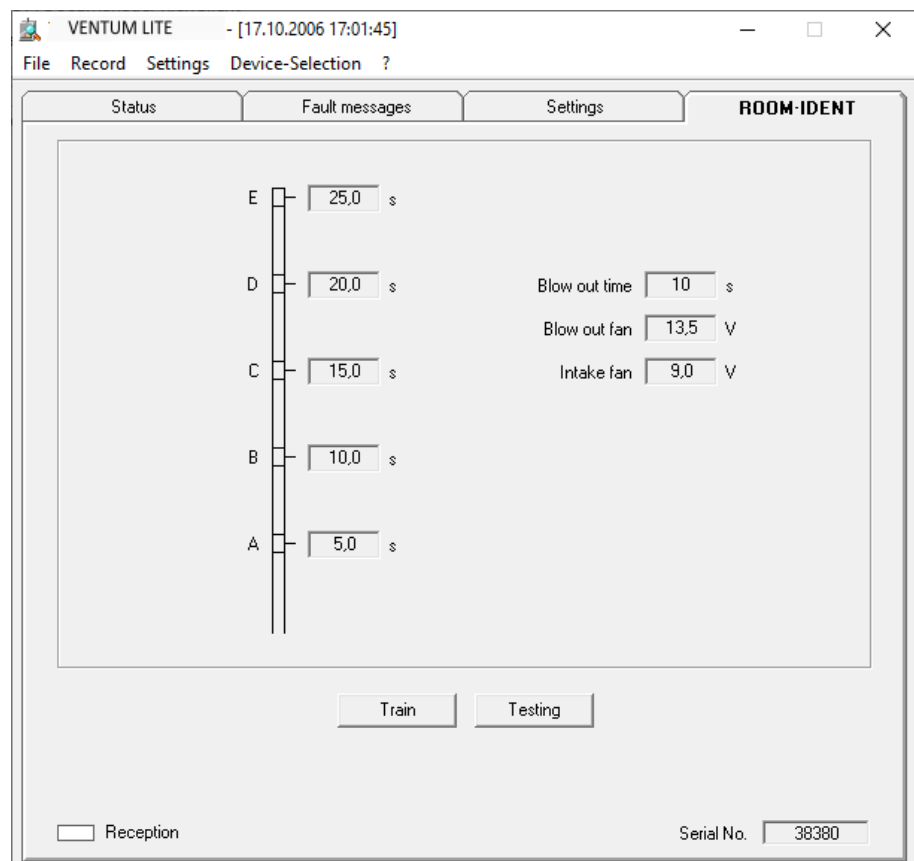 VENTUM LITE - [17.10.2006 17:01:45]
File Record Settings Device-Selection ?
Status Fault messages Settings ROOM-IDENT
E 25,0 s
D 20,0 s
Blow out time 10 s
Blow out fan 13,5 V
C 15,0 s
Intake fan 9,0 V
B 10,0 s
A 5,0 s
Train Testing
Reception
Serial No. 38380